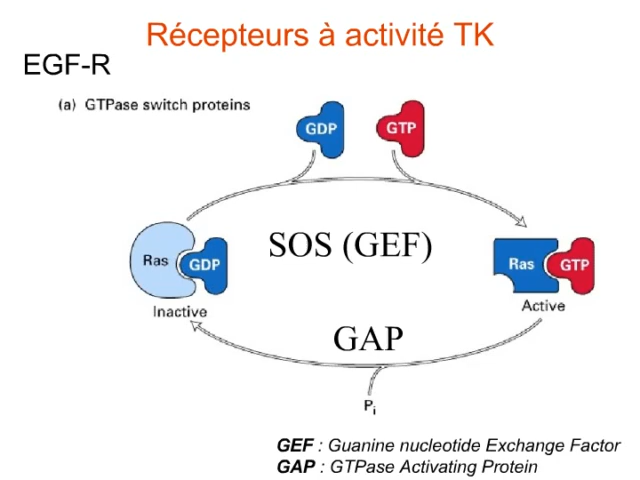 Récepteurs à activité TK
EGF-R
(a) GTPase switch proteins
GDP
GTP
SOS (GEF)
Ras
GDP
Ras
GTP
Inactive
Active
GAP
Pi
GEF : Guanine nucleotide Exchange Factor
GAP : GTPase Activating Protein